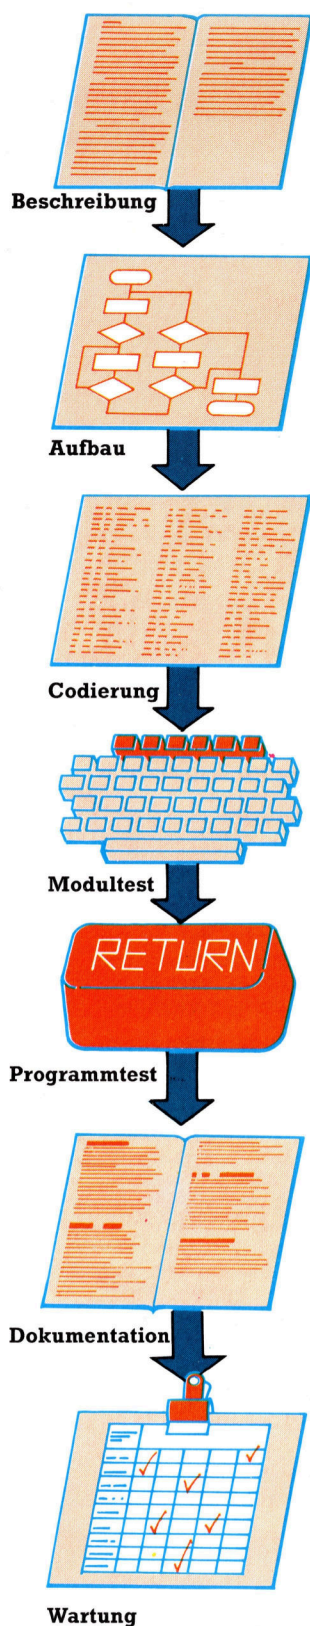 Beschreibung
Aufbau
Codierung
Modultest
RETURN
Programmtest
Dokumentation
Wartung